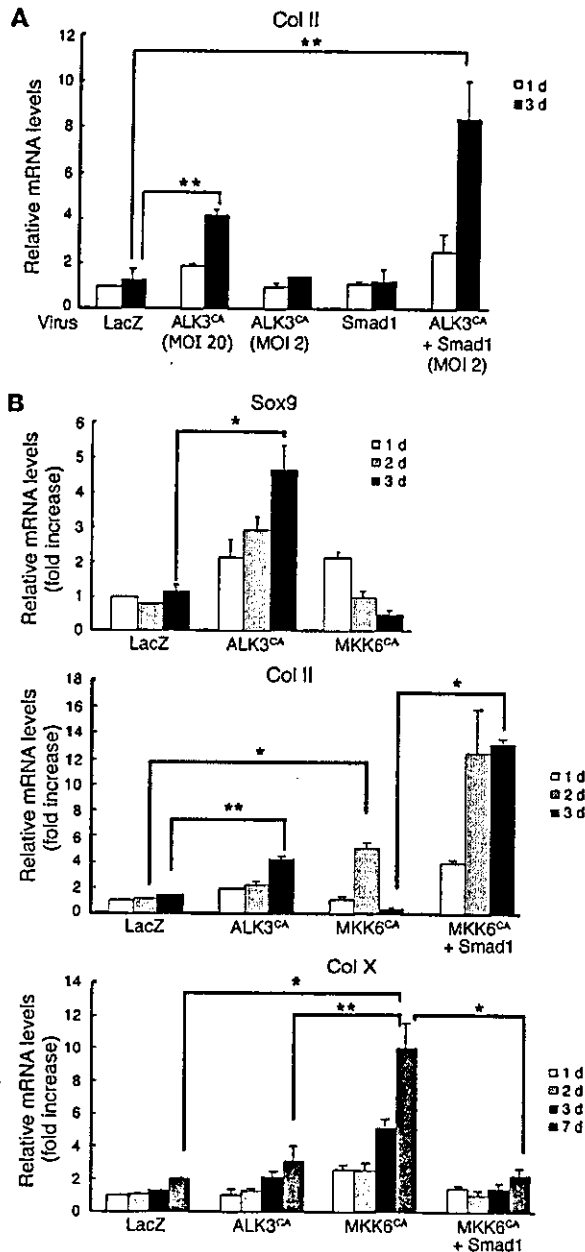 A
Col II
**
12
10
8
6
4
2
0
Relative mRNA levels
1 d
3 d
**
Virus
LacZ
ALK3CA
(MOI 20)
ALK3CA
(MOI 2)
Smad1
ALK3CA
+ Smad1
(MOI 2)
B
Sox9
*
6
5
4
3
2
1
0
Relative mRNA levels
(fold increase)
1 d
2 d
3 d
LacZ
ALK3CA
MKK6CA
Col II
*
18
16
14
12
10
8
6
4
2
0
Relative mRNA levels
(fold increase)
*
**
1 d
2 d
3 d
LacZ
ALK3CA
MKK6CA
MKK6CA
+ Smad1
Col X
*
**
*
14
12
10
8
6
4
2
0
Relative mRNA levels
(fold increase)
1 d
2 d
3 d
7 d
LacZ
ALK3CA
MKK6CA
MKK6CA
+ Smad1